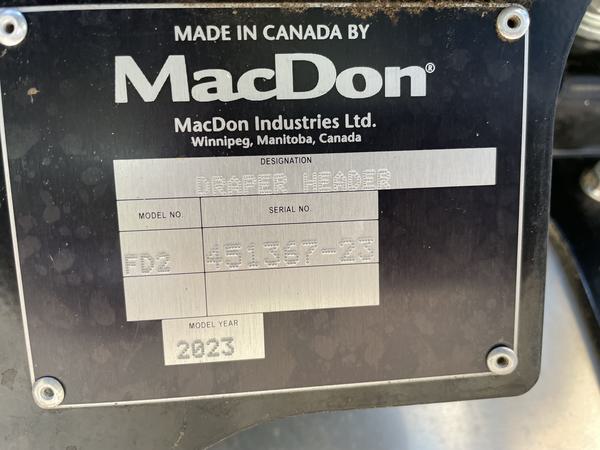 MADE IN CANADA BY
MacDon®
MacDon Industries Ltd.
Winnipeg, Manitoba, Canada
DESIGNATION
DRAPER HEADER
MODEL NO. SERIAL NO.
FD2 451367-23
MODEL YEAR
2023